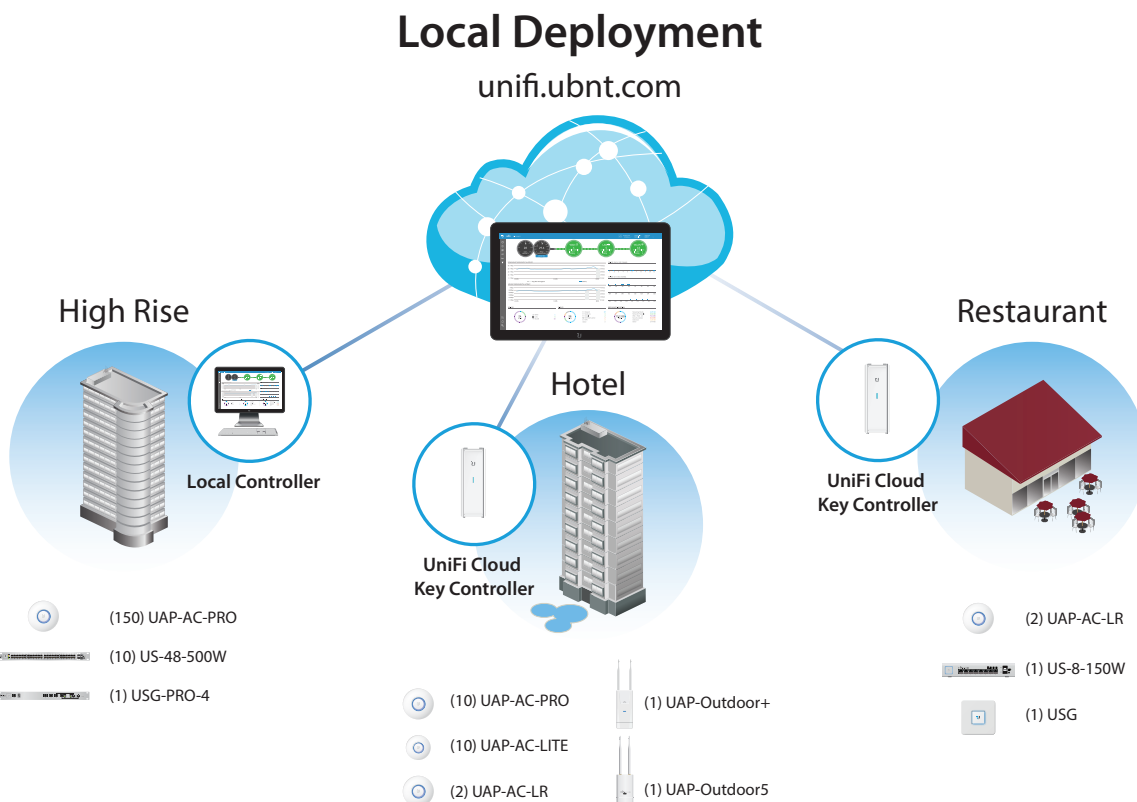 Local Deployment
unifi.ubnt.com
High Rise
Local Controller
(150) UAP-AC-PRO
(10) US-48-500W
(1) USG-PRO-4
Hotel
UniFi Cloud
Key Controller
(10) UAP-AC-PRO
(10) UAP-AC-LITE
(2) UAP-AC-LR
(1) UAP-Outdoor+
(1) UAP-Outdoor5
Restaurant
UniFi Cloud
Key Controller
(2) UAP-AC-LR
(1) US-8-150W
(1) USG